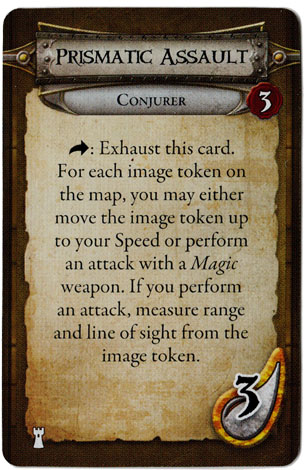 PRISMATIC ASSAULT
CONJURER
3
: Exhaust this card.
For each image token on
the map, you may either
move the image token up
to your Speed or perform
an attack with a Magic
weapon. If you perform
an attack, measure range
and line of sight from the
image token.
3